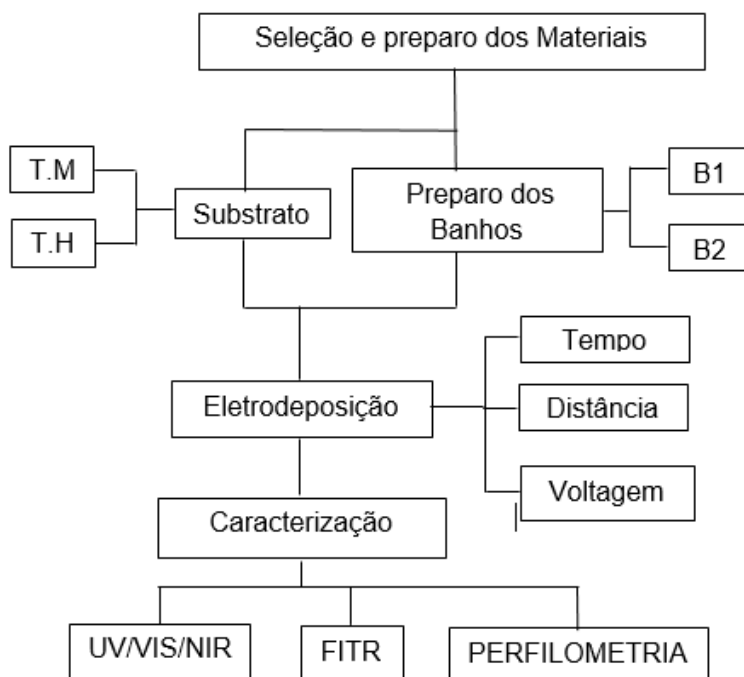 Seleção e preparo dos Materiais
T.M
T.H
Substrato
Preparo dos
Banhos
B1
B2
Eletrodeposição
Tempo
Distância
Voltagem
Caracterização
UV/VIS/NIR
FITR
PERFILOMETRIA